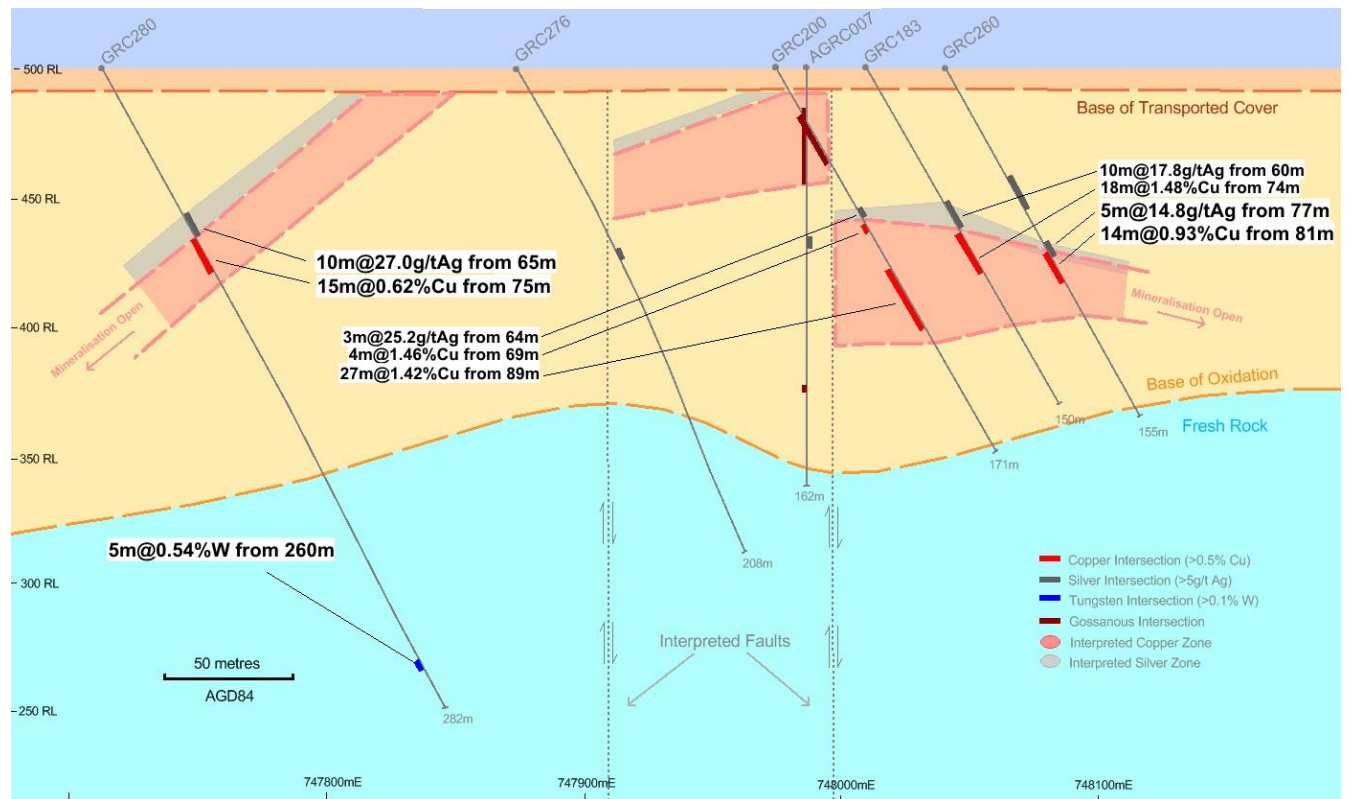 GRC280
GRC276
GRC200
AGRC007
GRC183
GRC260
500 RL
Base of Transported Cover
450 RL
10m@17.8g/tAg from 60m
18m@1.48%Cu from 74m
5m@14.8g/tAg from 77m
14m@0.93%Cu from 81m
10m@27.0g/tAg from 65m
15m@0.62%Cu from 75m
Mineralisation Open
Mineralisation Open
400 RL
3m@25.2g/tAg from 64m
4m@1.46%Cu from 69m
27m@1.42%Cu from 89m
Base of Oxidation
Fresh Rock
150m
155m
171m
350 RL
162m
5m@0.54%W from 260m
208m
300 RL
Copper Intersection (>0.5% Cu)
Silver Intersection (>5g/t Ag)
Tungsten Intersection (>0.1% W)
Gossanous Intersection
Interpreted Copper Zone
Interpreted Silver Zone
Interpreted Faults
50 metres
AGD84
250 RL
282m
747800mE
747900mE
748000mE
748100mE